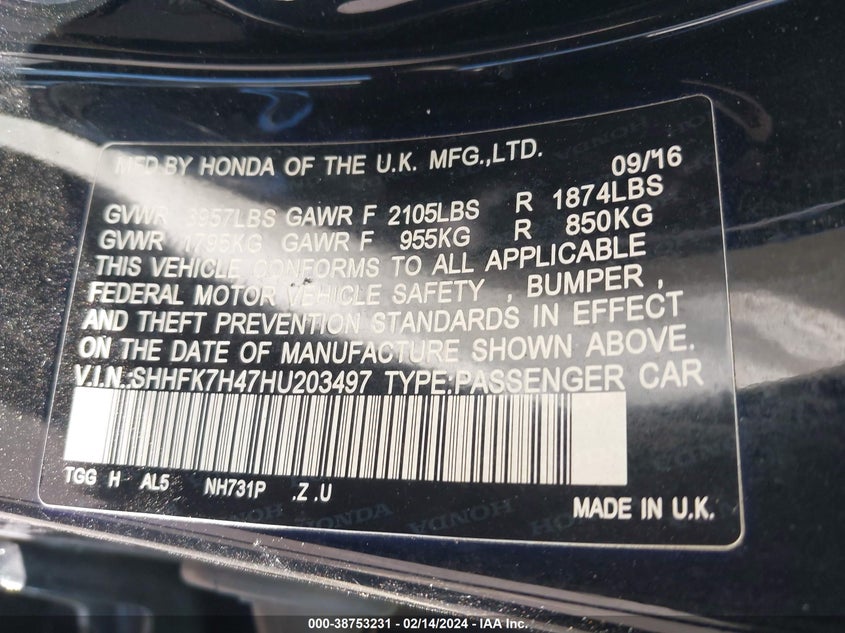 MFD BY HONDA OF THE U.K. MFG.,LTD. 09/'16
GVWR 3957LBS GAWR F 2105LBS R 1874LBS
GVWR 1795KG GAWR F 955KG R 850KG
THIS VEHICLE CONFORMS TO ALL APPLICABLE
FEDERAL MOTOR VEHICLE SAFETY , BUMPER ,
AND THEFT PREVENTION STANDARDS IN EFFECT
ON THE DATE OF MANUFACTURE SHOWN ABOVE.
V.I.N.:SHHFK7H47HU203497 TYPE:PASSENGER CAR
TGG H AL5 NH731P .Z .U
MADE IN U.K.
HONDA HONDA HONDA
000-38753231 - 02/14/2024 - IAA Inc.